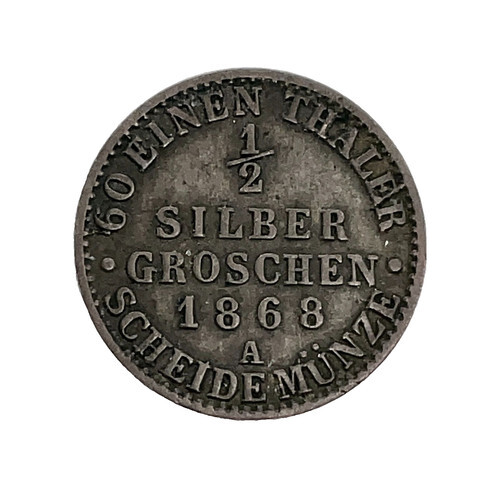 60 EINEN THALER
1/2
SILBER
· GROSCHEN ·
1868
A
SCHEIDEMÜNZE